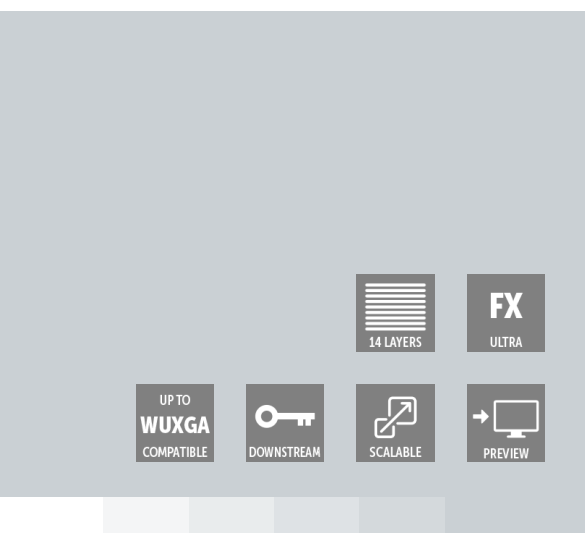 14 LAYERS
FX
ULTRA
UP TO
WUXGA
COMPATIBLE
DOWNSTREAM
SCALABLE
PREVIEW